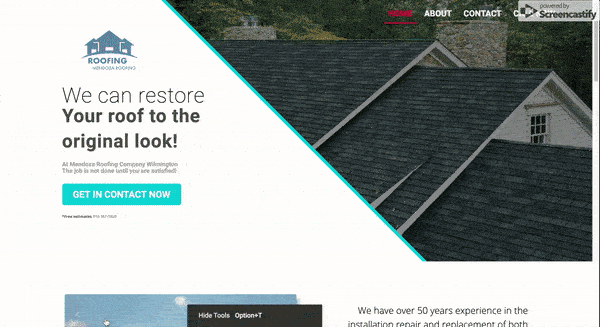 HOME ABOUT CONTACT
powered by
Screencastify
ROOFING
MENDOZA ROOFING
We can restore
Your roof to the
original look!
At Mendoza Roofing Company Wilmington
The job is not done until you are satisfied!
GET IN CONTACT NOW
*Free estimates
Hide Tools Option+T
We have over 50 years experience in the
installation repair and replacement of both